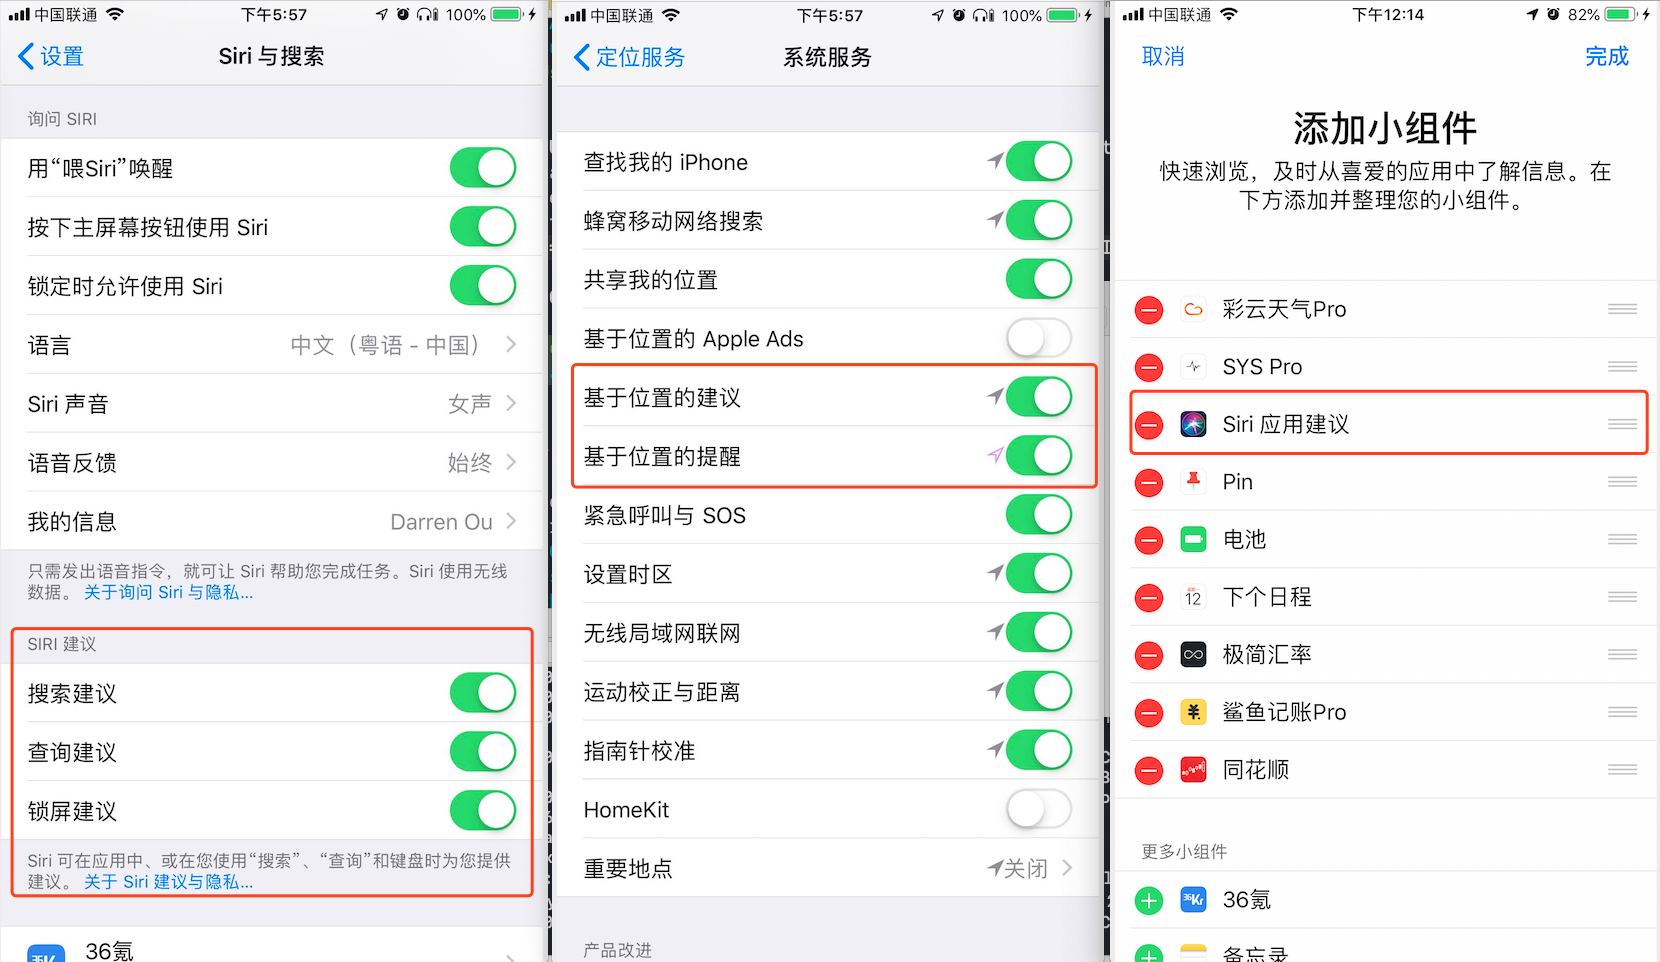 中国联通 下午5:57 100%
设置 Siri 与搜索
询问 SIRI
用“喂Siri”唤醒
按下主屏幕按钮使用 Siri
锁定时允许使用 Siri
语言 中文（粤语 - 中国）
Siri 声音 女声
语音反馈 始终
我的信息 Darren Ou
只需发出语音指令，就可让 Siri 帮助您完成任务。Siri 使用无线
数据。关于询问 Siri 与隐私...
SIRI 建议
搜索建议
查询建议
锁屏建议
Siri 可在应用中、或在您使用“搜索”、“查询”和键盘时为您提供
建议。关于 Siri 建议与隐私...
36氪
中国联通 下午5:57 100%
定位服务 系统服务
查找我的 iPhone
蜂窝移动网络搜索
共享我的位置
基于位置的 Apple Ads
基于位置的建议
基于位置的提醒
紧急呼叫与 SOS
设置时区
无线局域网联网
运动校正与距离
指南针校准
HomeKit
重要地点 关闭
产品改进
中国联通 下午12:14 82%
取消 完成
添加小组件
快速浏览，及时从喜爱的应用中了解信息。在
下方添加并整理您的小组件。
彩云天气Pro
SYS Pro
Siri 应用建议
Pin
电池
12 下个日程
极简汇率
鲨鱼记账Pro
同花顺
更多小组件
36Kr 36氪
备忘录